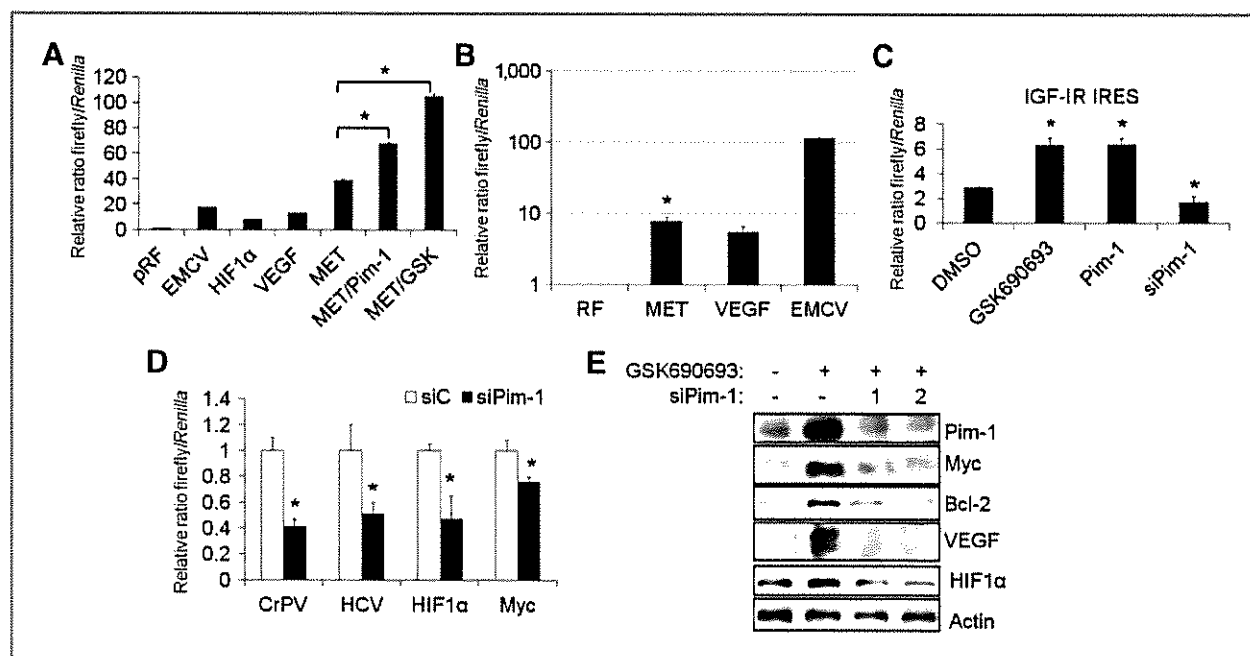 A
Relative ratio firefly/Renilla
120
100
80
60
40
20
0
*
*
pRF
EMCV
HIF1α
VEGF
MET
MET/Pim-1
MET/GSK
B
Relative ratio firefly/Renilla
1,000
100
10
1
*
RF
MET
VEGF
EMCV
C
IGF-IR IRES
Relative ratio firefly/Renilla
8
6
4
2
0
*
*
*
DMSO
GSK690693
Pim-1
siPim-1
D
siC
siPim-1
Relative ratio firefly/Renilla
1.4
1.2
1
0.8
0.6
0.4
0.2
0
*
*
*
*
CrPV
HCV
HIF1α
Myc
E
GSK690693: - + + +
siPim-1: - - 1 2
Pim-1
Myc
Bcl-2
VEGF
HIF1α
Actin